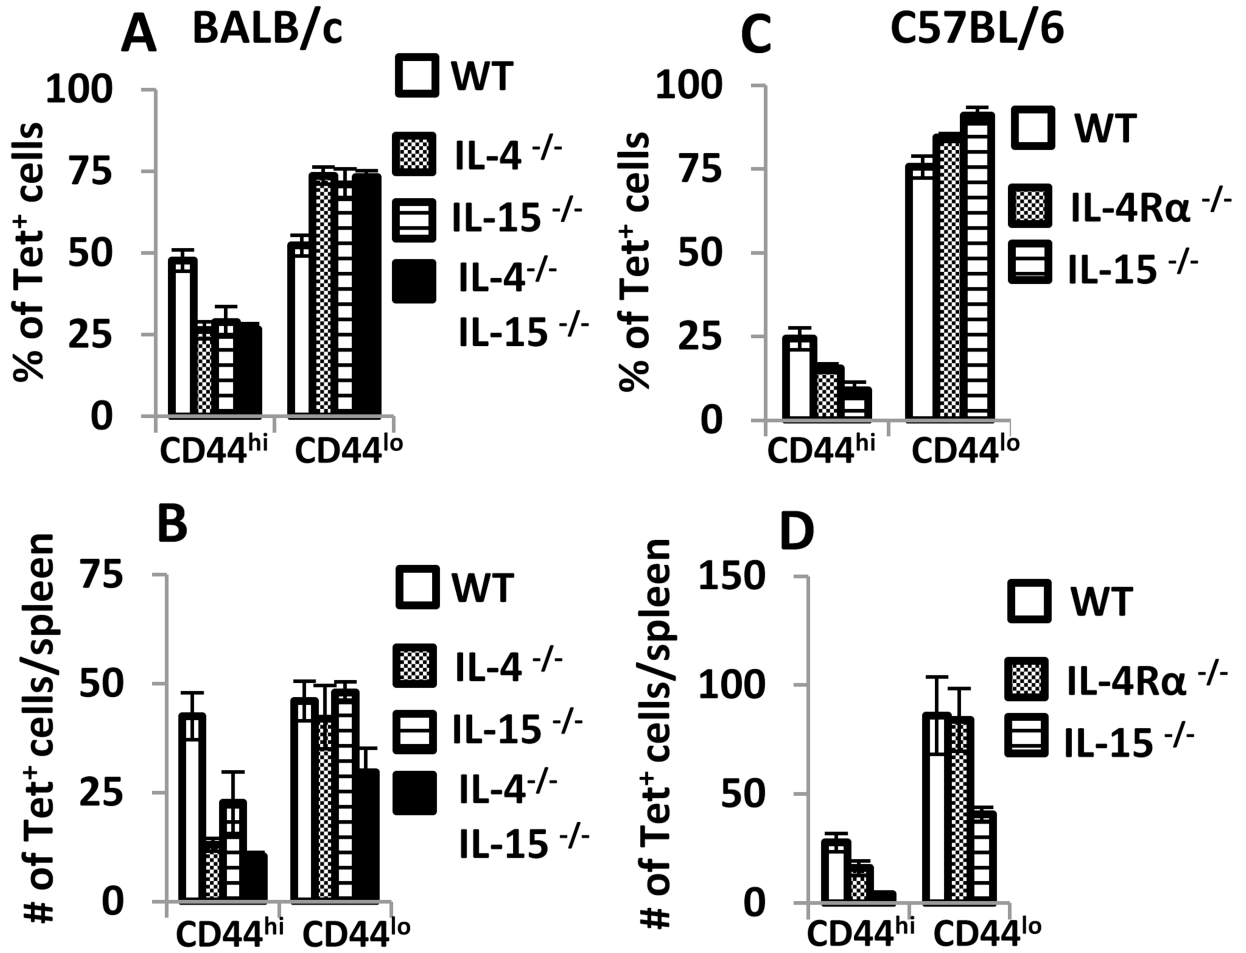 A BALB/c
% of Tet+ cells
100
75
50
25
0
CD44hi CD44lo
WT
IL-4 -/-
IL-15 -/-
IL-4-/-
IL-15 -/-
C C57BL/6
% of Tet+ cells
100
75
50
25
0
CD44hi CD44lo
WT
IL-4Rα -/-
IL-15 -/-
B
# of Tet+ cells/spleen
75
50
25
0
CD44hi CD44lo
WT
IL-4 -/-
IL-15 -/-
IL-4-/-
IL-15 -/-
D
# of Tet+ cells/spleen
150
100
50
0
CD44hi CD44lo
WT
IL-4Rα -/-
IL-15 -/-